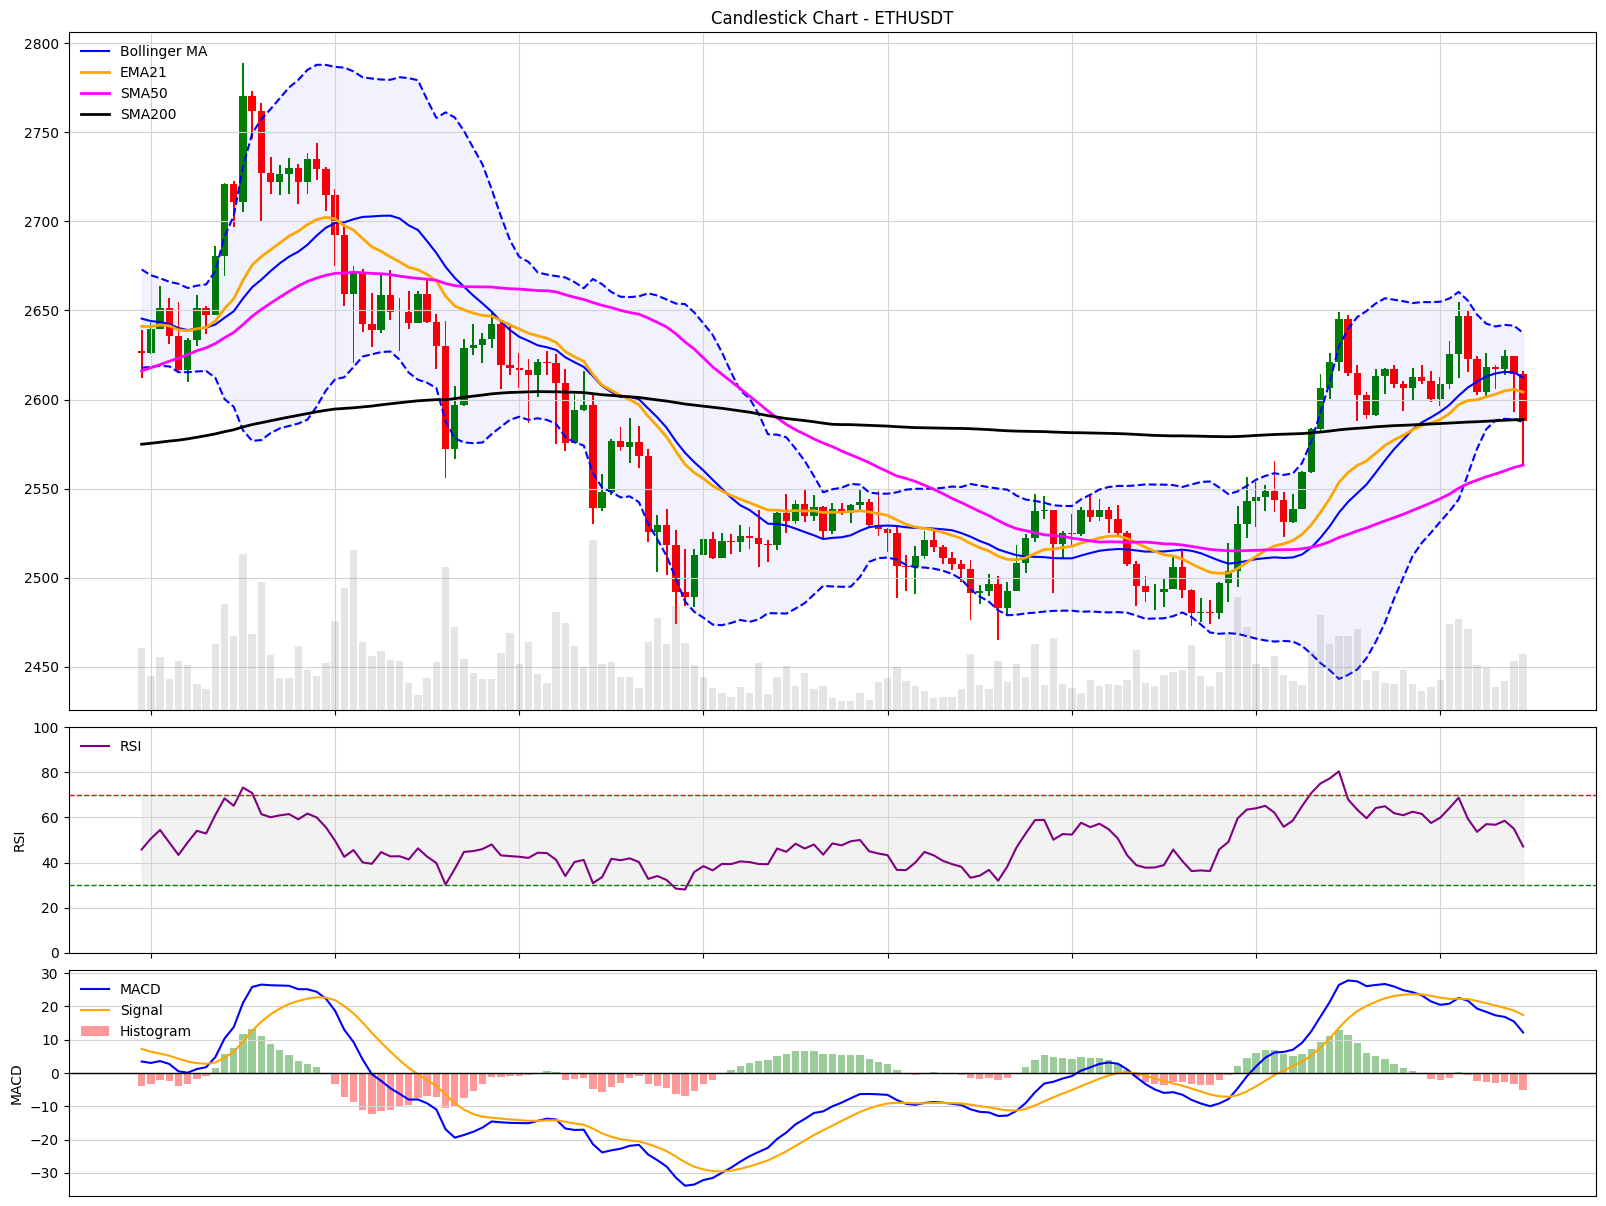 Candlestick Chart - ETHUSDT
Bollinger MA
EMA21
SMA50
SMA200
2800
2750
2700
2650
2600
2550
2500
2450
RSI
RSI
100
80
60
40
20
0
MACD
Signal
Histogram
MACD
30
20
10
0
−10
−20
−30